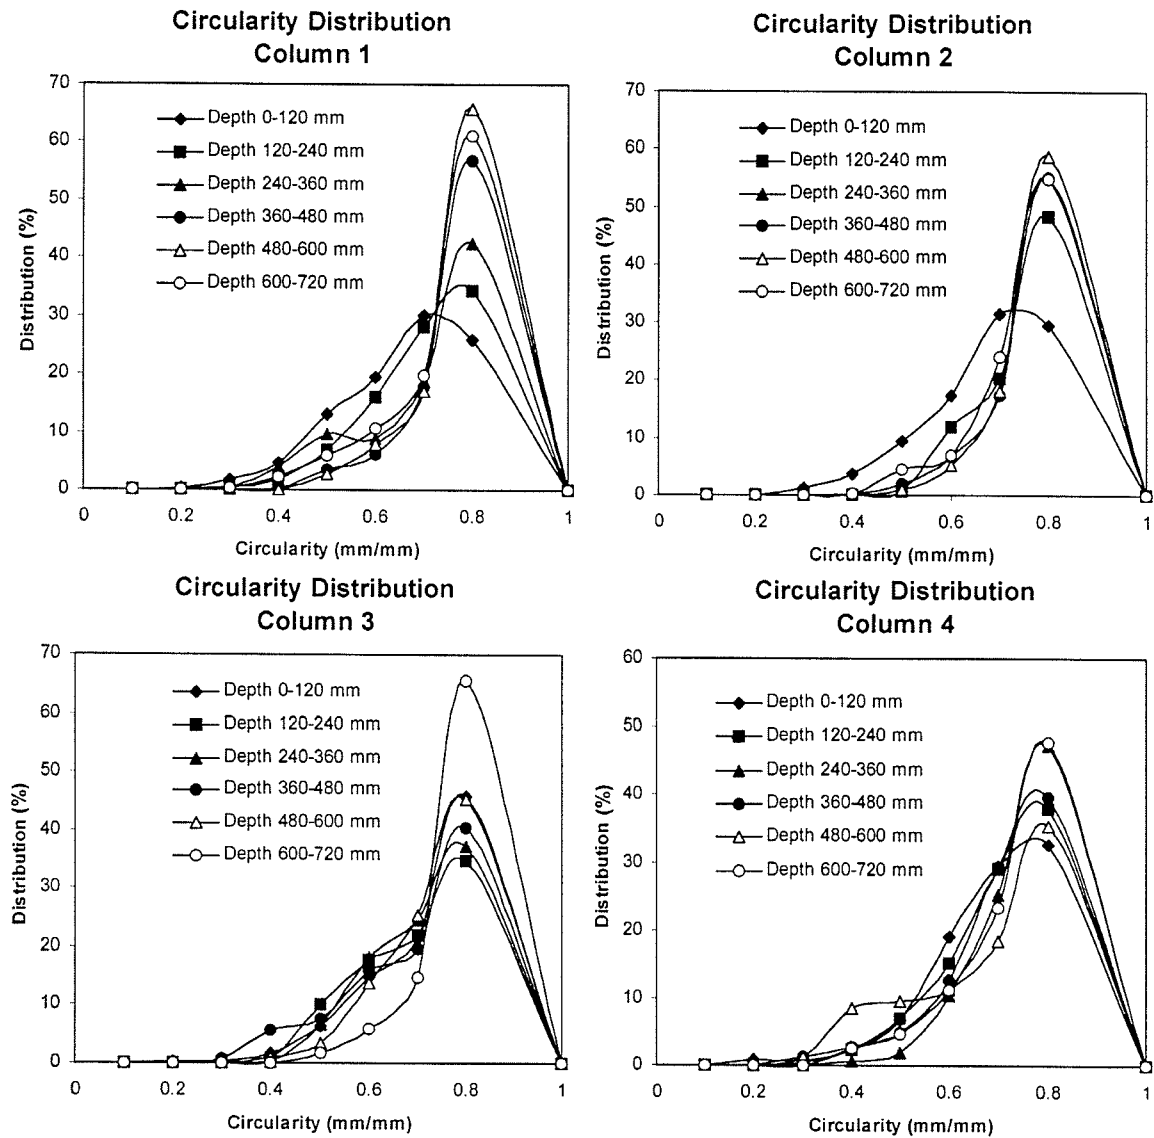 Circularity Distribution
Column 1
70
60
50
40
30
20
10
0
Distribution (%)
Depth 0-120 mm
Depth 120-240 mm
Depth 240-360 mm
Depth 360-480 mm
Depth 480-600 mm
Depth 600-720 mm
0 0.2 0.4 0.6 0.8 1
Circularity (mm/mm)
Circularity Distribution
Column 2
70
60
50
40
30
20
10
0
Distribution (%)
Depth 0-120 mm
Depth 120-240 mm
Depth 240-360 mm
Depth 360-480 mm
Depth 480-600 mm
Depth 600-720 mm
0 0.2 0.4 0.6 0.8 1
Circularity (mm/mm)
Circularity Distribution
Column 3
70
60
50
40
30
20
10
0
Distribution (%)
Depth 0-120 mm
Depth 120-240 mm
Depth 240-360 mm
Depth 360-480 mm
Depth 480-600 mm
Depth 600-720 mm
0 0.2 0.4 0.6 0.8 1
Circularity (mm/mm)
Circularity Distribution
Column 4
60
50
40
30
20
10
0
Distribution (%)
Depth 0-120 mm
Depth 120-240 mm
Depth 240-360 mm
Depth 360-480 mm
Depth 480-600 mm
Depth 600-720 mm
0 0.2 0.4 0.6 0.8 1
Circularity (mm/mm)